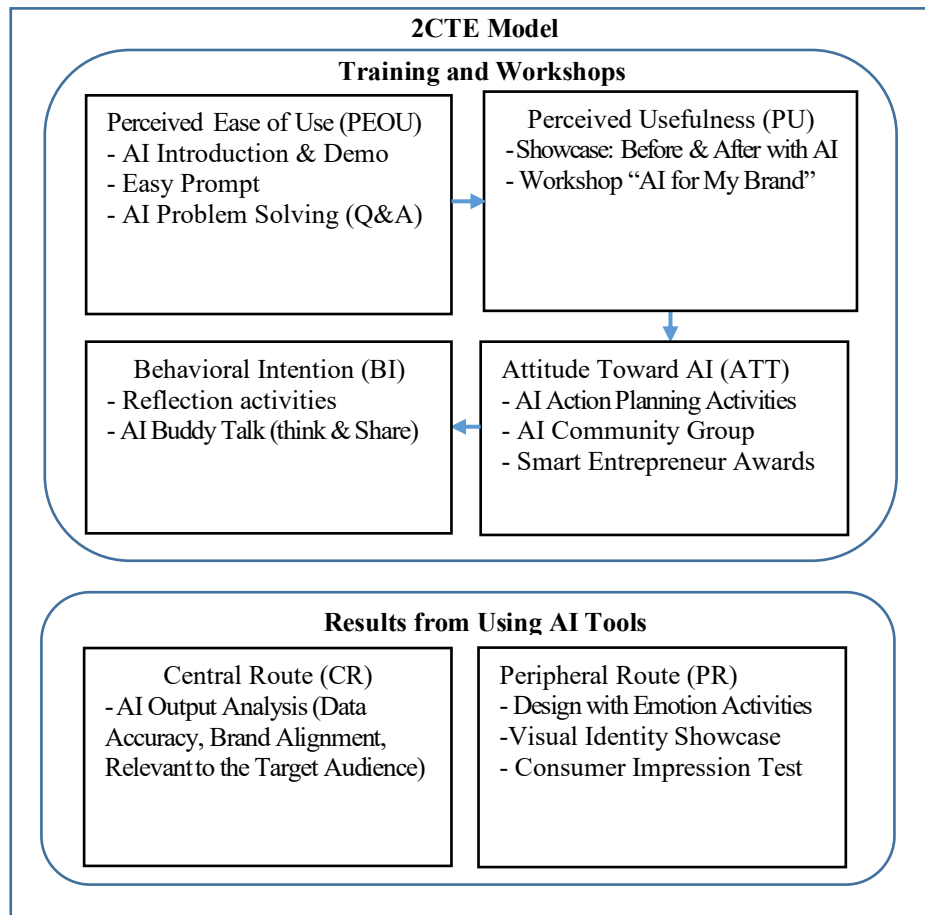 2CTE Model
Training and Workshops
Perceived Ease of Use (PEOU)
- AI Introduction & Demo
- Easy Prompt
- AI Problem Solving (Q&A)
Perceived Usefulness (PU)
-Showcase: Before & After with AI
- Workshop “AI for My Brand”
Behavioral Intention (BI)
- Reflection activities
- AI Buddy Talk (think & Share)
Attitude Toward AI (ATT)
- AI Action Planning Activities
- AI Community Group
- Smart Entrepreneur Awards
Results from Using AI Tools
Central Route (CR)
- AI Output Analysis (Data
Accuracy, Brand Alignment,
Relevant to the Target Audience)
Peripheral Route (PR)
- Design with Emotion Activities
-Visual Identity Showcase
- Consumer Impression Test